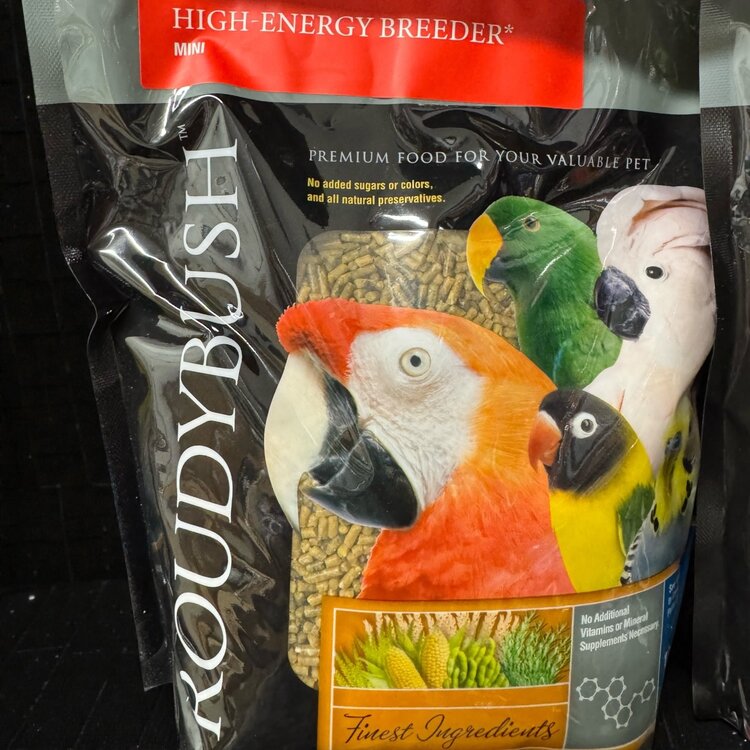 HIGH-ENERGY BREEDER*
MINI
ROUDYBUSH™
PREMIUM FOOD FOR YOUR VALUABLE PET
No added sugars or colors,
and all natural preservatives.
No Additional
Vitamins or Mineral
Supplements Necessary
Finest Ingredients